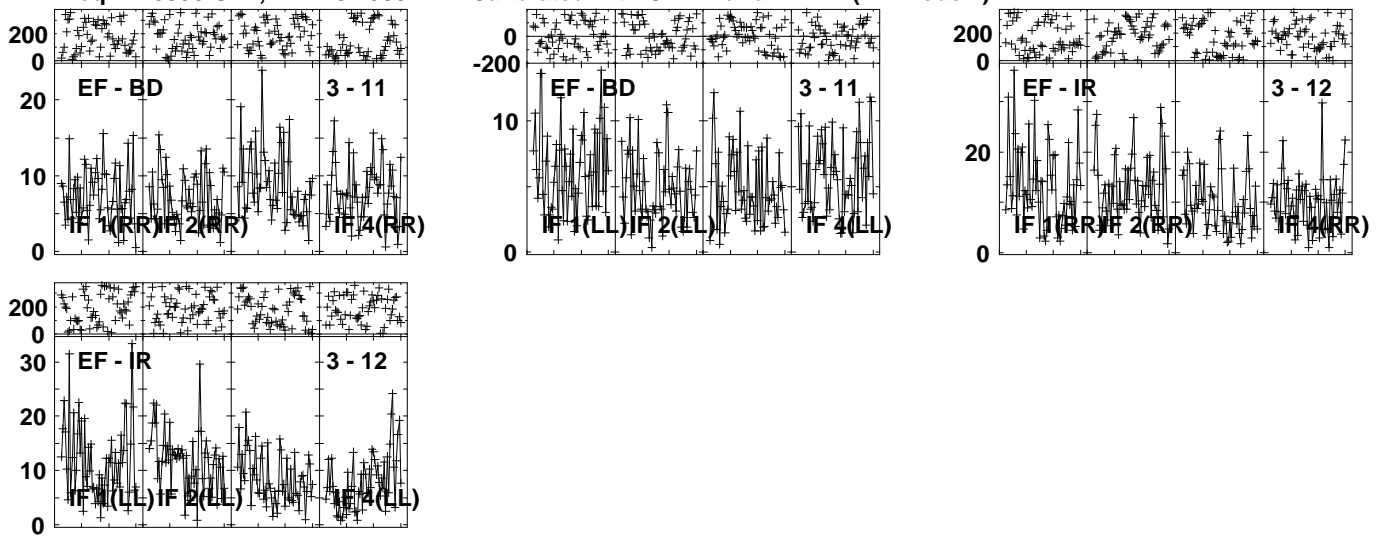 200
0
EF - BD 3 - 11
20
10
IF 1(RR) IF 2(RR) IF 4(RR)
0
0
-200
EF - BD 3 - 11
10
IF 1(LL) IF 2(LL) IF 4(LL)
0
200
0
EF - IR 3 - 12
20
IF 1(RR) IF 2(RR) IF 4(RR)
0
200
0
EF - IR 3 - 12
30
20
10
IF 1(LL) IF 2(LL) IF 4(LL)
0